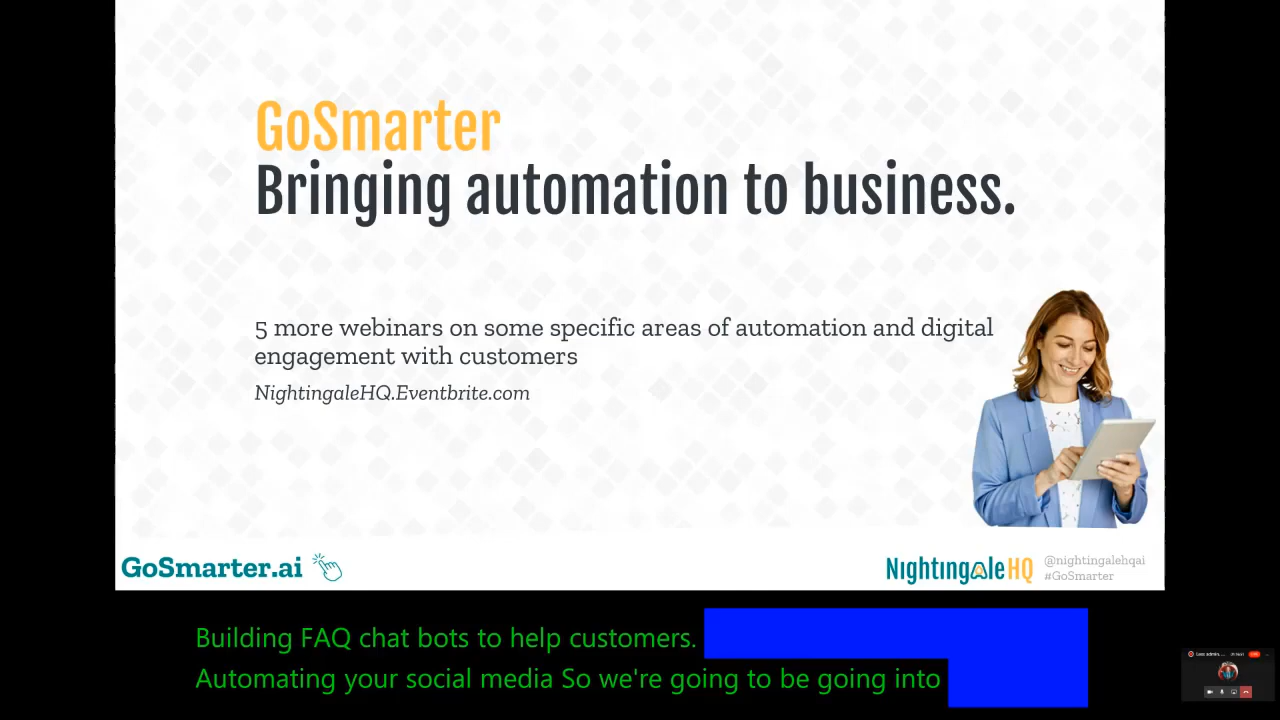 GoSmarter
Bringing automation to business.
5 more webinars on some specific areas of automation and digital
engagement with customers
NightingaleHQ.Eventbrite.com
GoSmarter.ai
NightingaleHQ
@nightingalehqai
#GoSmarter
Building FAQ chat bots to help customers.
Automating your social media So we're going to be going into